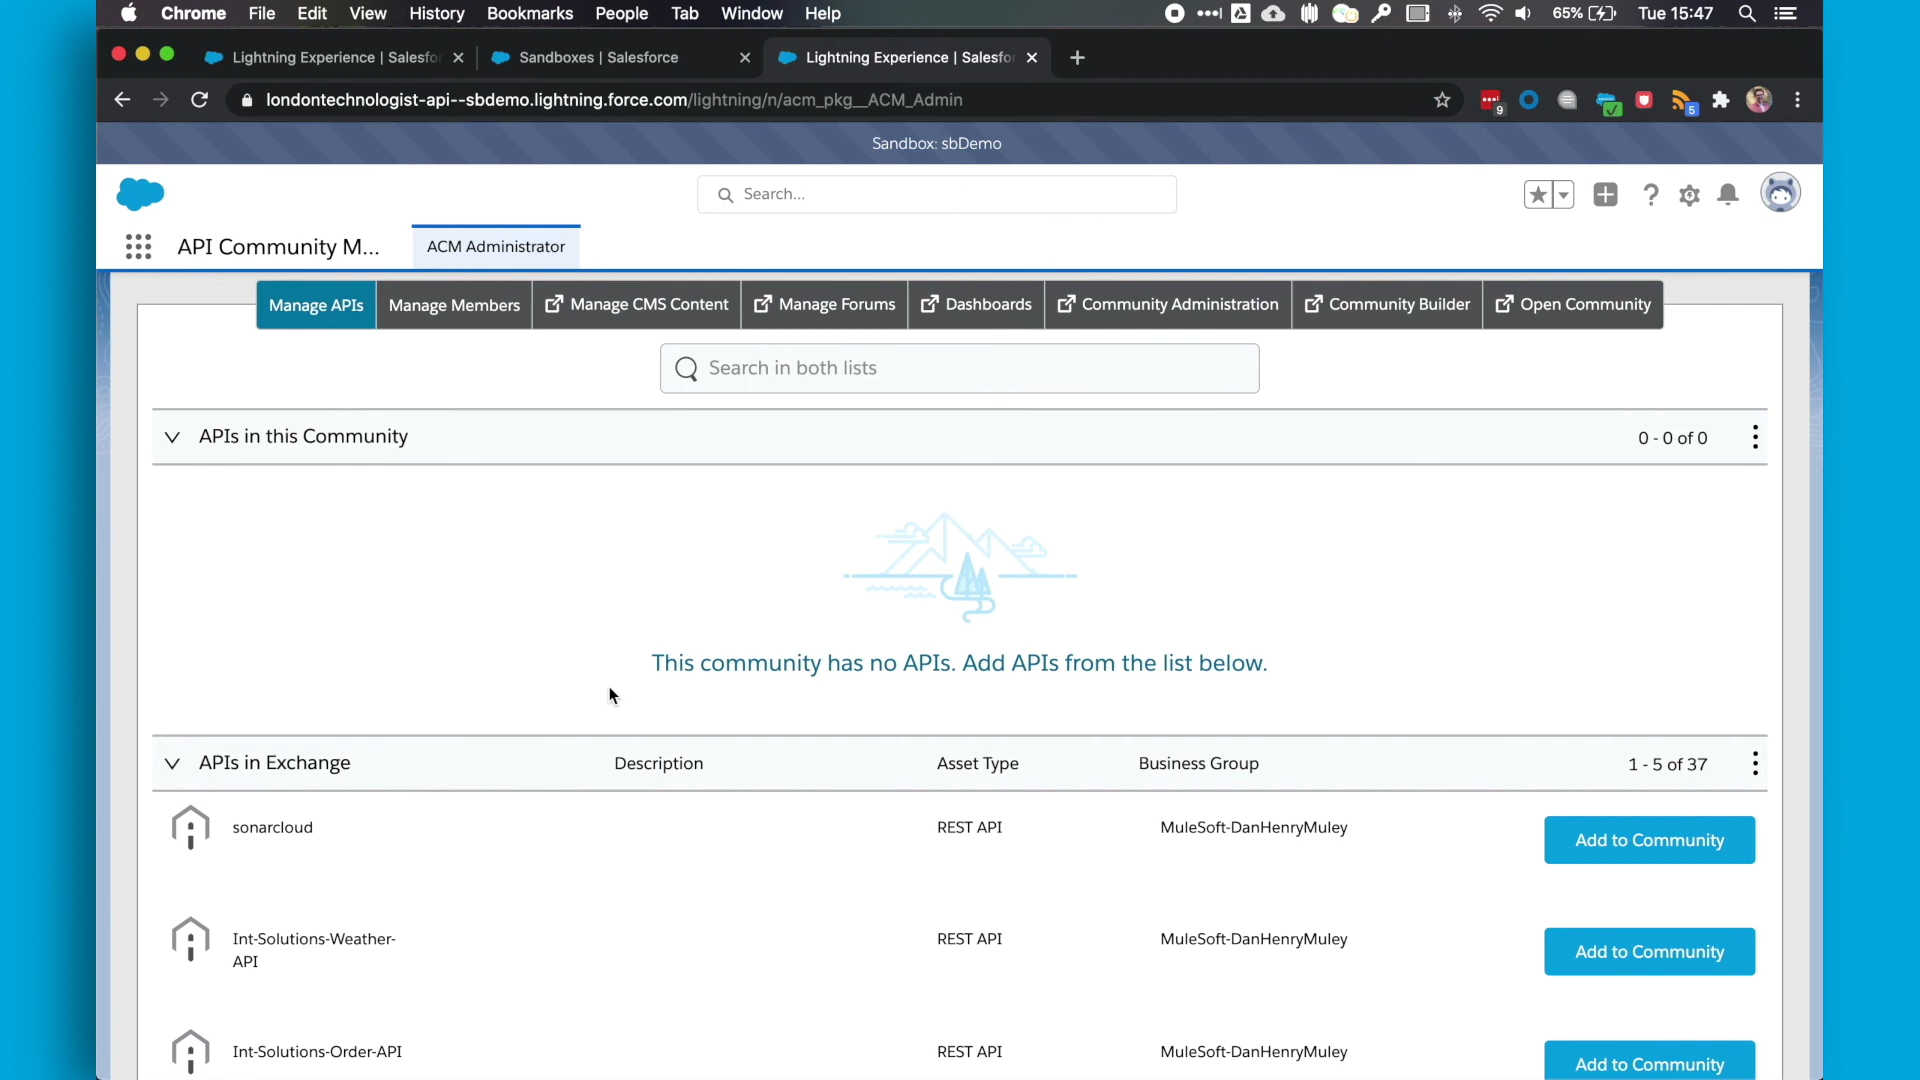 Chrome File Edit View History Bookmarks People Tab Window Help 65% Tue 15:47
Lightning Experience | Salesfo Sandboxes | Salesforce Lightning Experience | Salesfo
londontechnologist-api--sbdemo.lightning.force.com/lightning/n/acm_pkg__ACM_Admin 9 5
Sandbox: sbDemo
Search...
API Community M... ACM Administrator
Manage APIs Manage Members Manage CMS Content Manage Forums Dashboards Community Administration Community Builder Open Community
Search in both lists
APIs in this Community 0 - 0 of 0
This community has no APIs. Add APIs from the list below.
APIs in Exchange Description Asset Type Business Group 1 - 5 of 37
sonarcloud REST API MuleSoft-DanHenryMuley Add to Community
Int-Solutions-Weather- REST API MuleSoft-DanHenryMuley Add to Community
API
Int-Solutions-Order-API REST API MuleSoft-DanHenryMuley Add to Community